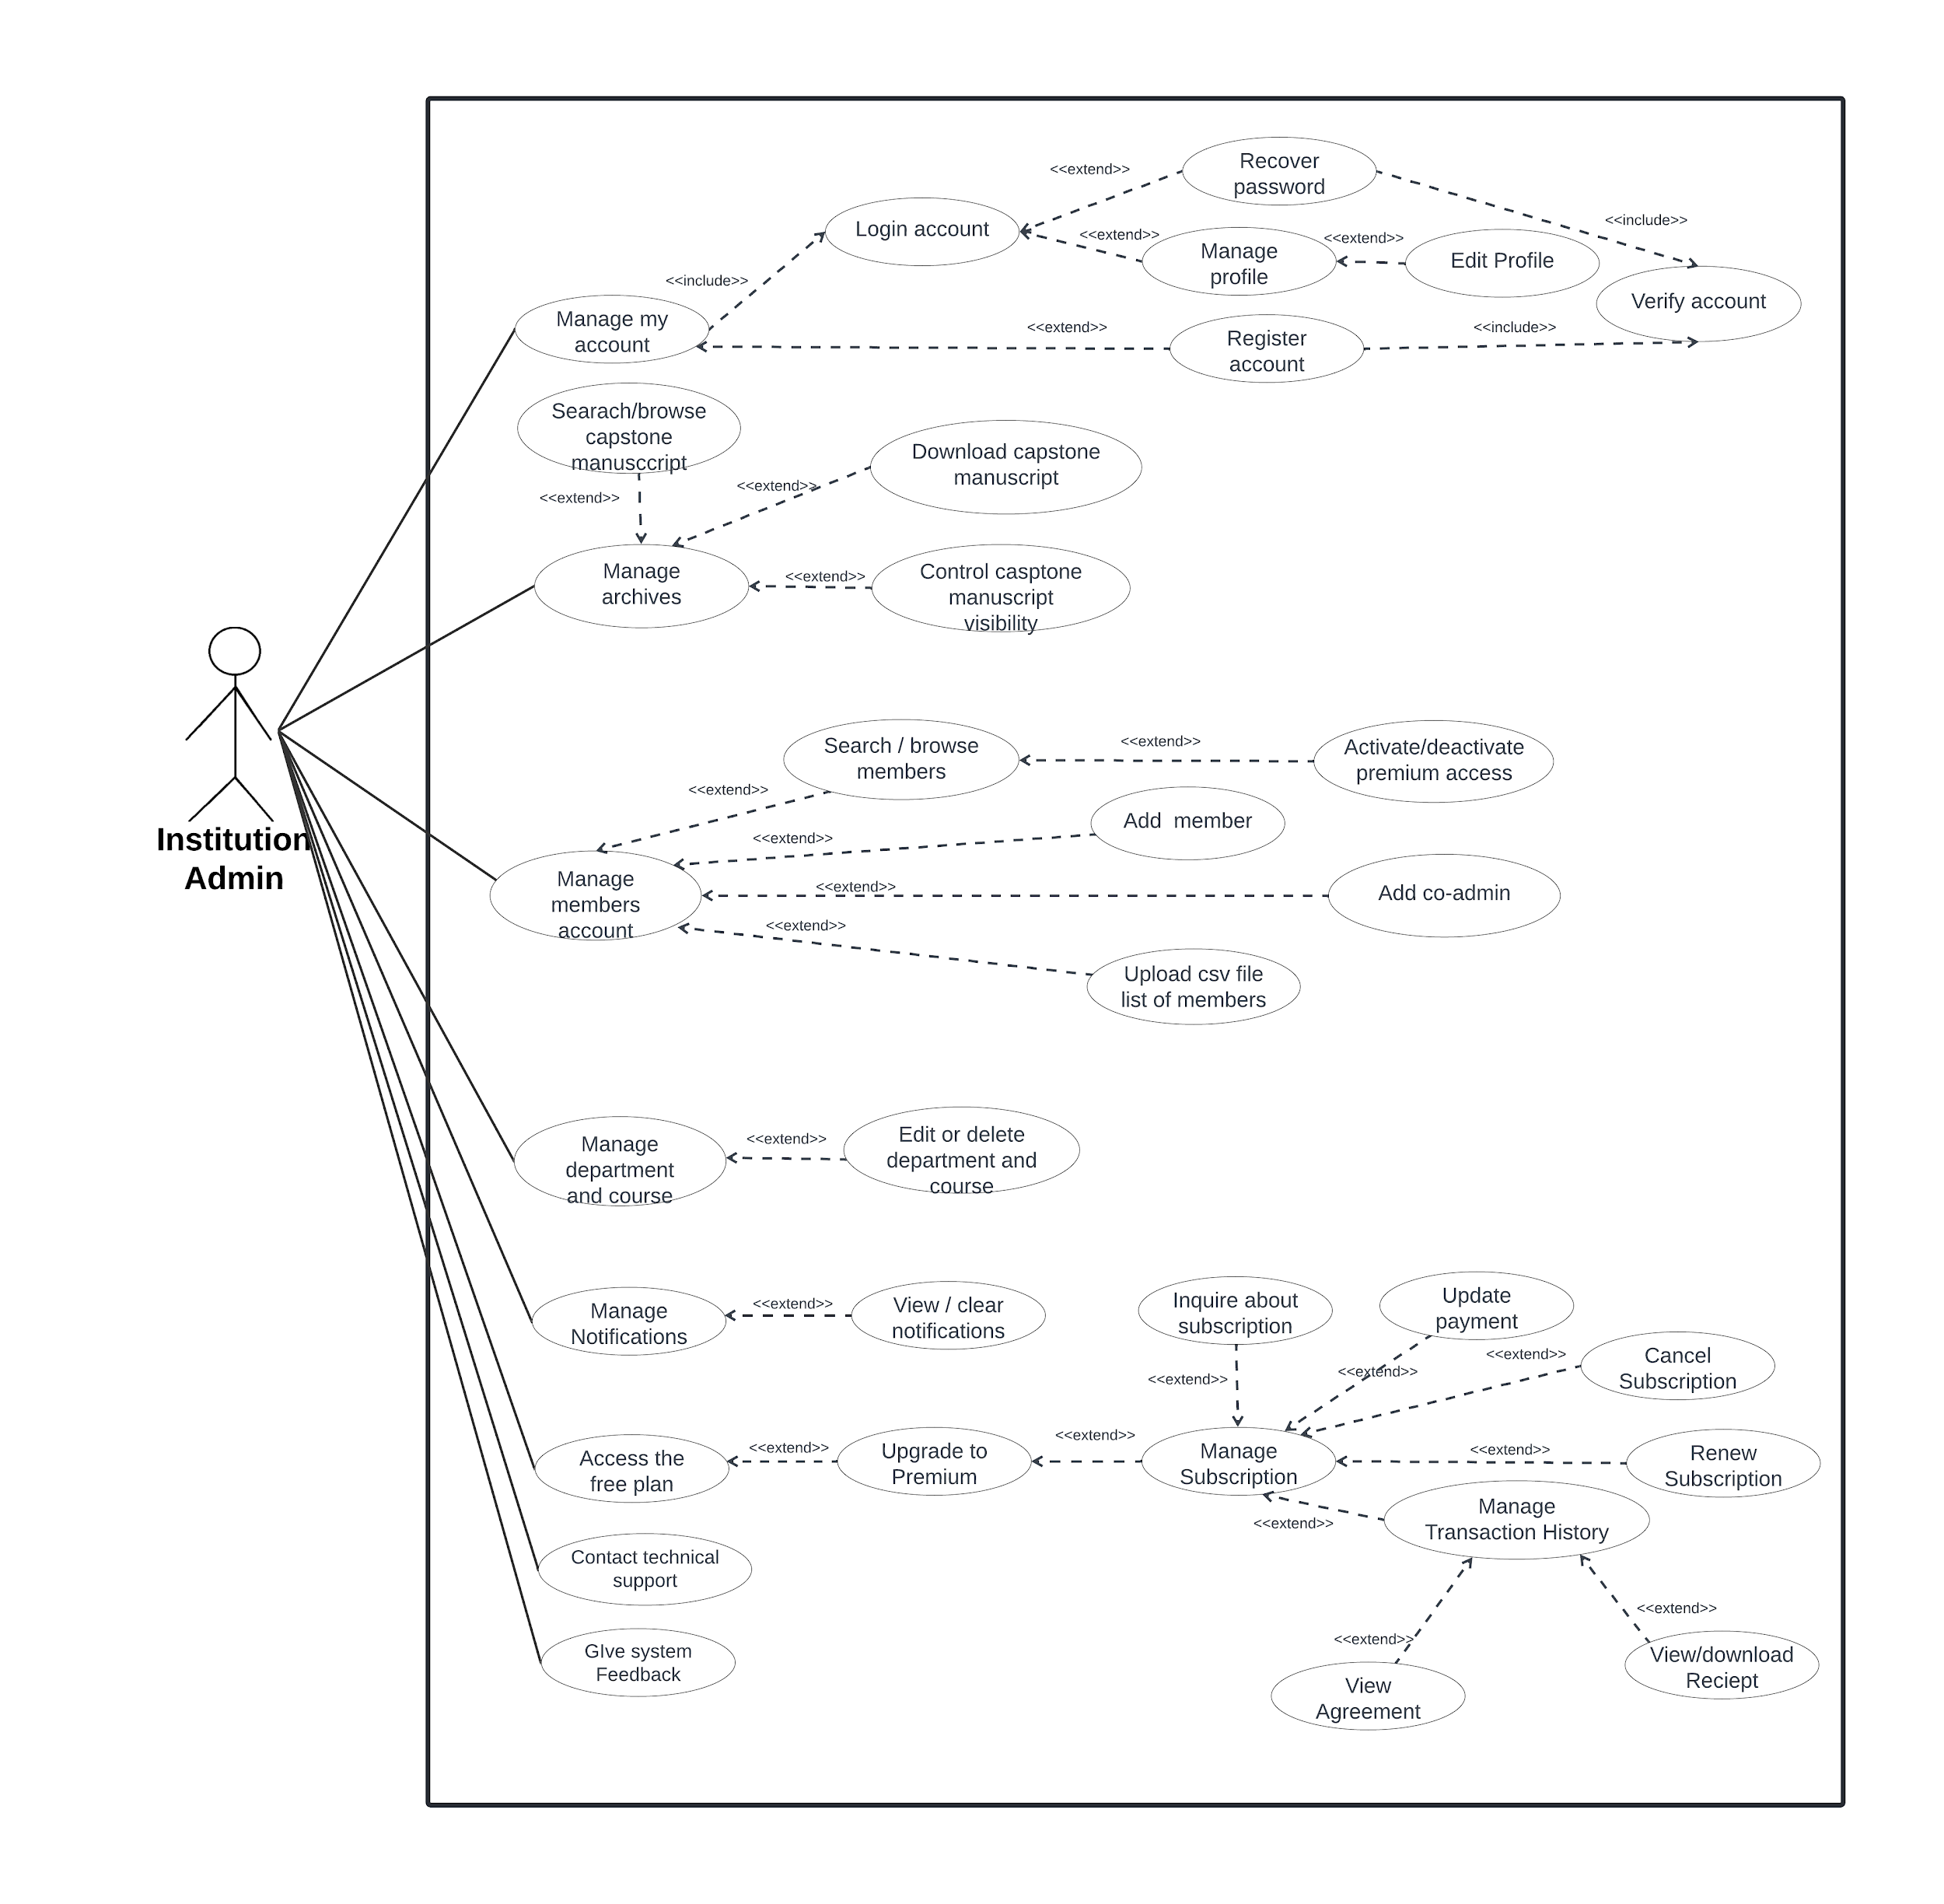 <<extend>>
Recover
password
Login account
<<include>>
<<extend>>
Manage
profile
<<extend>>
Edit Profile
Verify account
<<include>>
Manage my
account
<<extend>>
Register
account
<<include>>
Searach/browse
capstone
manusccript
<<extend>>
<<extend>>
Download capstone
manuscript
Manage
archives
<<extend>>
Control casptone
manuscript
visibility
Institution
Admin
Search / browse
members
<<extend>>
Activate/deactivate
premium access
<<extend>>
<<extend>>
Add  member
Manage
members
account
<<extend>>
Add co-admin
<<extend>>
Upload csv file
list of members
Manage
department
and course
<<extend>>
Edit or delete
department and
course
Manage
Notifications
<<extend>>
View / clear
notifications
Inquire about
subscription
Update
payment
<<extend>>
<<extend>>
<<extend>>
Cancel
Subscription
Access the
free plan
<<extend>>
Upgrade to
Premium
<<extend>>
Manage
Subscription
<<extend>>
Renew
Subscription
<<extend>>
Manage
Transaction History
Contact technical
support
<<extend>>
<<extend>>
GIve system
Feedback
View
Agreement
View/download
Reciept